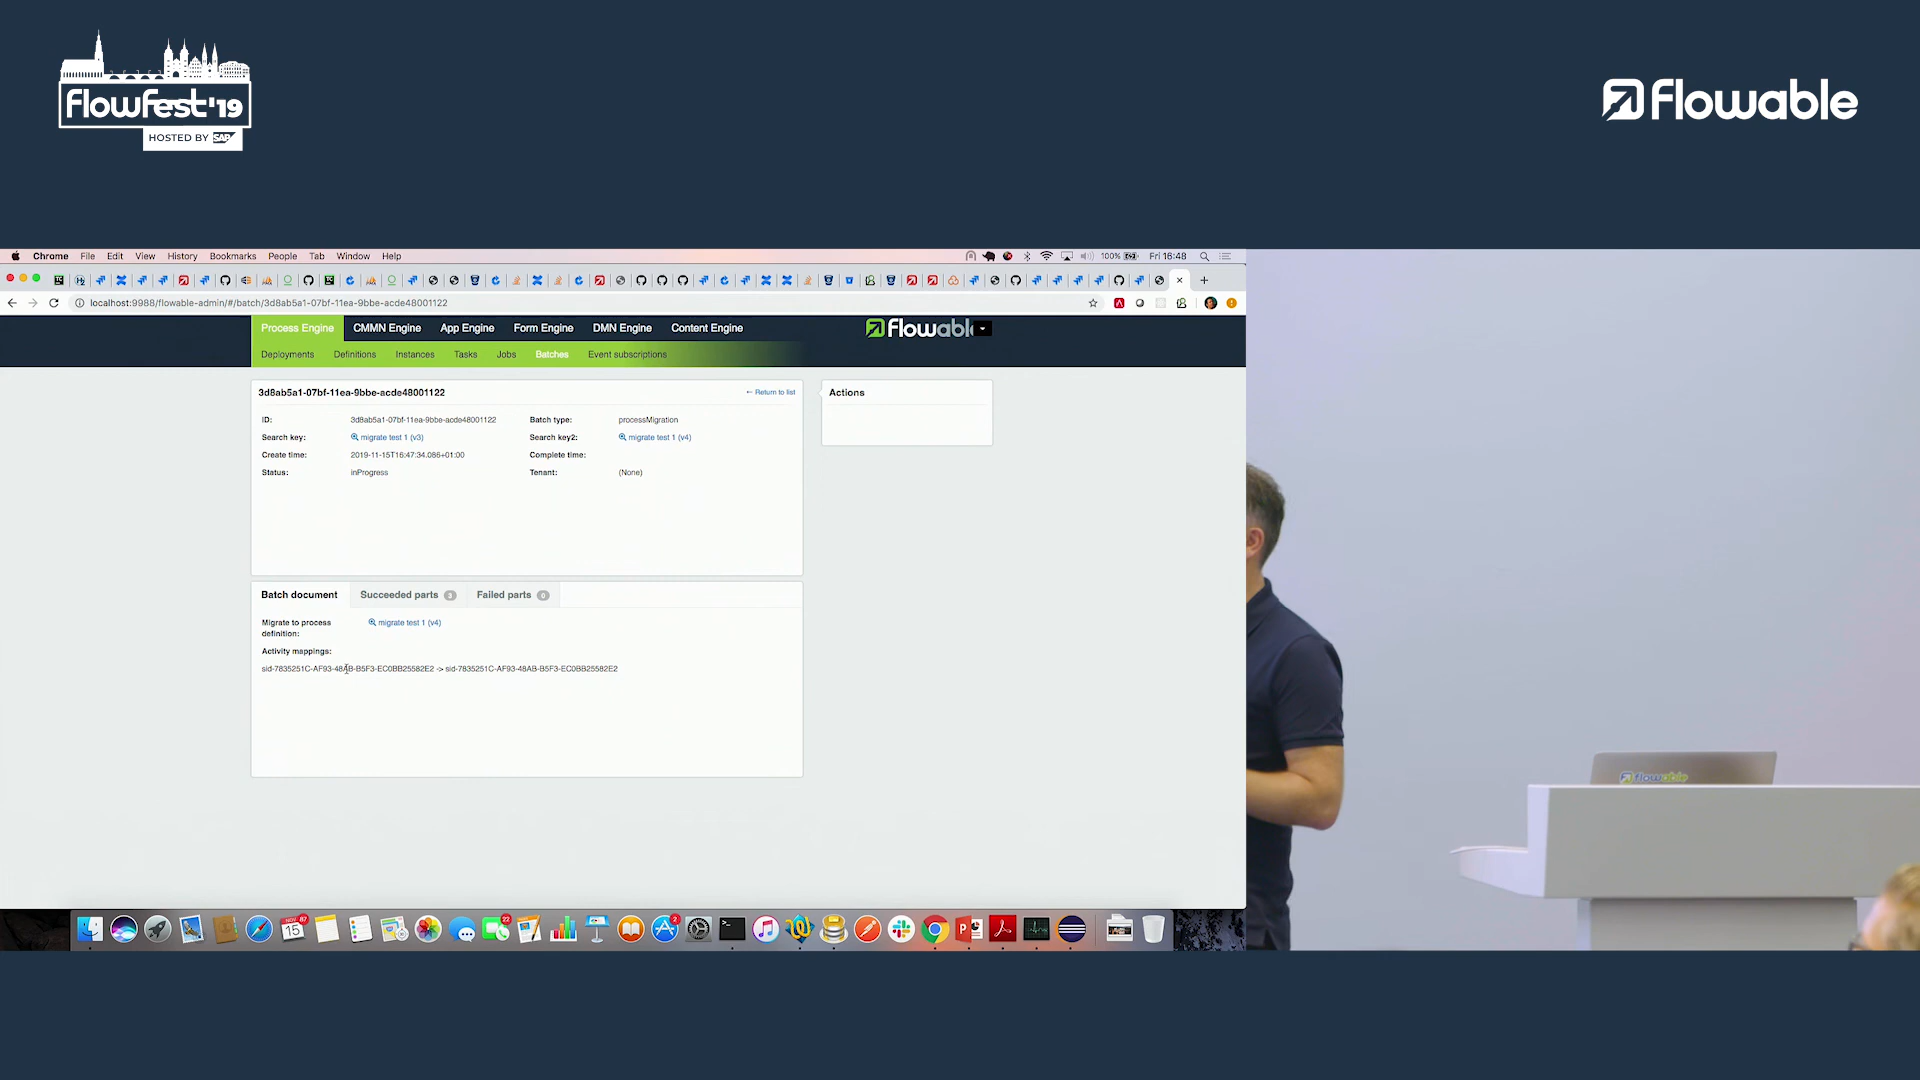 FlowFest'19
HOSTED BY SAP
flowable
Chrome File Edit View History Bookmarks People Tab Window Help
100% Fri 16:48
localhost:9988/flowable-admin/#/batch/3d8ab5a1-07bf-11ea-9bbe-acde48001122
Process Engine CMMN Engine App Engine Form Engine DMN Engine Content Engine
flowabl
Deployments Definitions Instances Tasks Jobs Batches Event subscriptions
3d8ab5a1-07bf-11ea-9bbe-acde48001122
← Return to list
Actions
ID: 3d8ab5a1-07bf-11ea-9bbe-acde48001122 Batch type: processMigration
Search key: migrate test 1 (v3) Search key2: migrate test 1 (v4)
Create time: 2019-11-15T16:47:34.086+01:00 Complete time:
Status: inProgress Tenant: (None)
Batch document Succeeded parts 3 Failed parts 0
Migrate to process definition: migrate test 1 (v4)
Activity mappings:
sid-7835251C-AF93-48AB-B5F3-EC0BB25582E2 -> sid-7835251C-AF93-48AB-B5F3-EC0BB25582E2
flowable
NOV
15
22
2